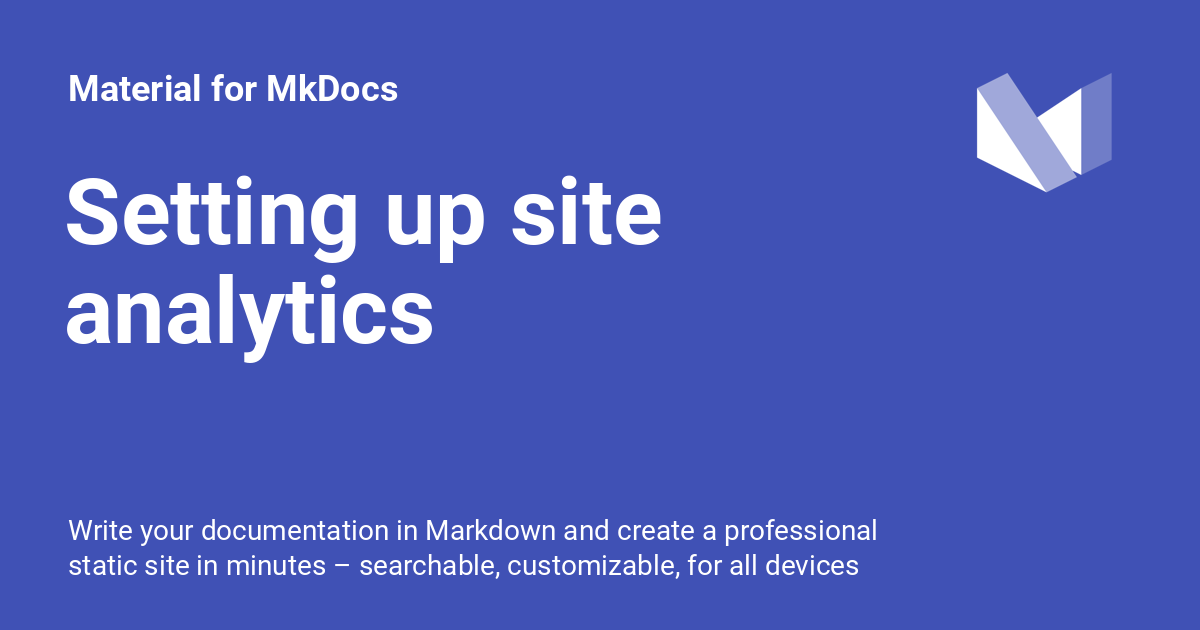 Material for MkDocs
Setting up site
analytics
Write your documentation in Markdown and create a professional
static site in minutes – searchable, customizable, for all devices